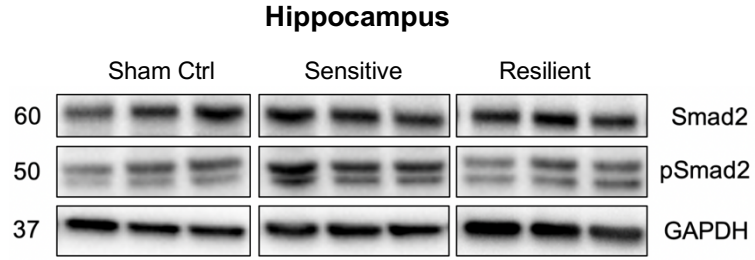 Hippocampus
Sham Ctrl Sensitive Resilient
60 Smad2
50 pSmad2
37 GAPDH